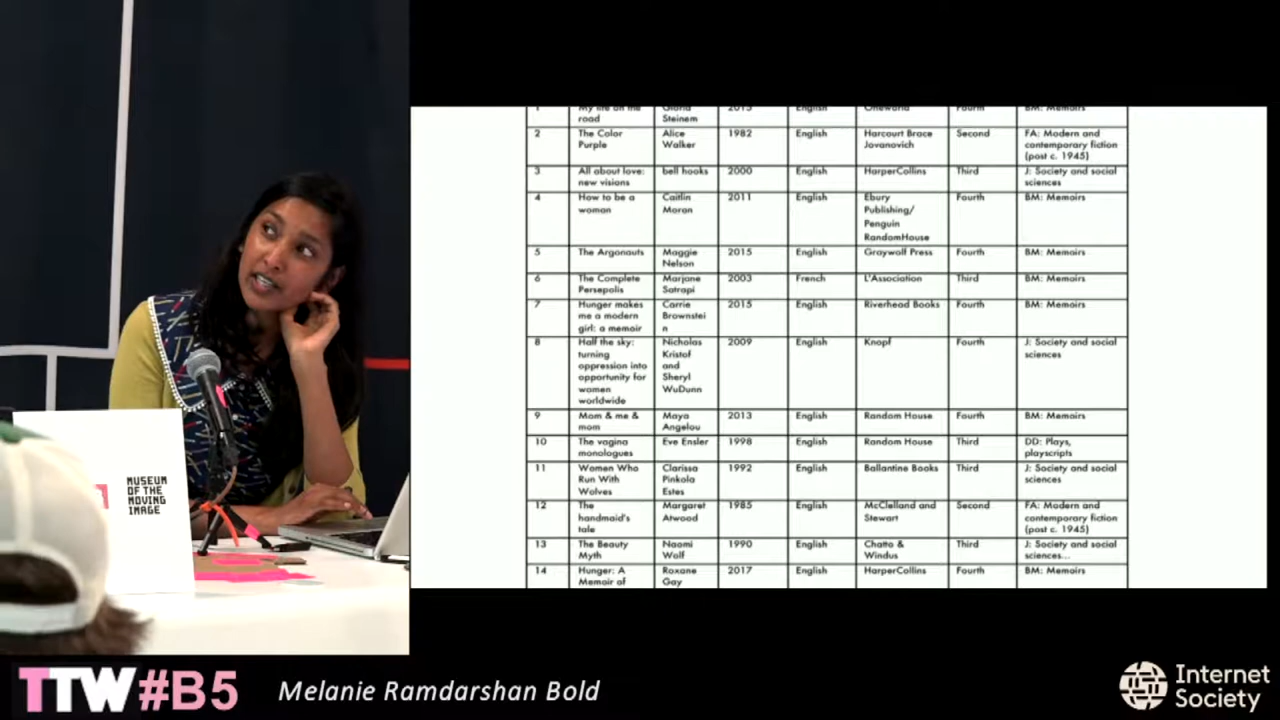 1 My life on the Gloria 2015 English Oneworld Fourth BM: Memoirs
road Steinem
2 The Color Alice 1982 English Harcourt Brace Second FA: Modern and
Purple Walker Jovanovich contemporary fiction
(post c. 1945)
3 All about love: bell hooks 2000 English HarperCollins Third J: Society and social
new visions sciences
4 How to be a Caitlin 2011 English Ebury Fourth BM: Memoirs
woman Moran Publishing/
Penguin
RandomHouse
5 The Argonauts Maggie 2015 English Graywolf Press Fourth BM: Memoirs
Nelson
6 The Complete Marjane 2003 French L'Association Third BM: Memoirs
Persepolis Satrapi
7 Hunger makes Carrie 2015 English Riverhead Books Fourth BM: Memoirs
me a modern Brownstei
girl: a memoir n
8 Half the sky: Nicholas 2009 English Knopf Fourth J: Society and social
turning Kristof sciences
oppression into and
opportunity for Sheryl
women WuDunn
worldwide
9 Mom & me & Maya 2013 English Random House Fourth BM: Memoirs
mom Angelou
10 The vagina Eve Ensler 1998 English Random House Third DD: Plays,
monologues playscripts
11 Women Who Clarissa 1992 English Ballantine Books Third J: Society and social
Run With Pinkola sciences
Wolves Estes
12 The Margaret 1985 English McClelland and Second FA: Modern and
handmaid's Atwood Stewart contemporary fiction
tale (post c. 1945)
13 The Beauty Naomi 1990 English Chatto & Third J: Society and social
Myth Wolf Windus sciences...
14 Hunger: A Roxane 2017 English HarperCollins Fourth BM: Memoirs
Memoir of Gay
MUSEUM
OF THE
MOVING
IMAGE
TTW#B5
Melanie Ramdarshan Bold
Internet
Society